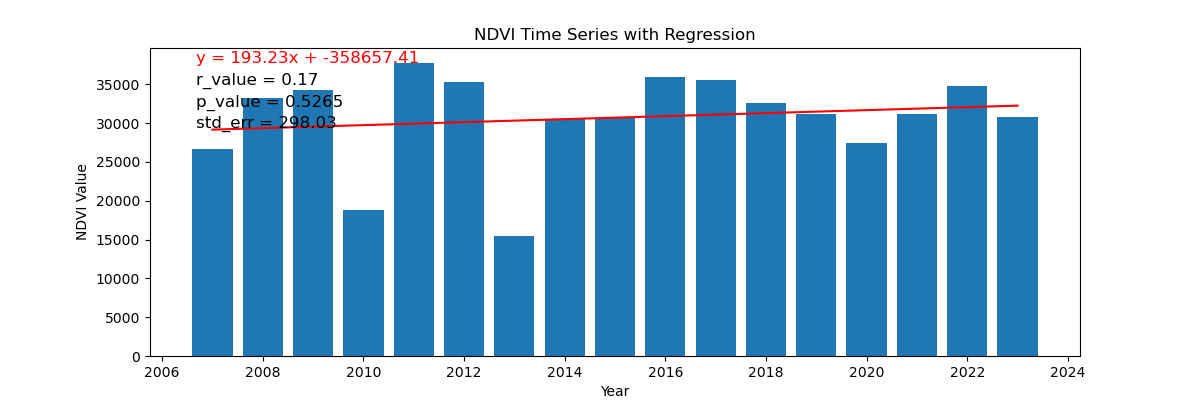 NDVI Time Series with Regression
y = 193.23x + -358657.41
r_value = 0.17
p_value = 0.5265
std_err = 298.03
NDVI Value
35000
30000
25000
20000
15000
10000
5000
0
2006 2008 2010 2012 2014 2016 2018 2020 2022 2024
Year